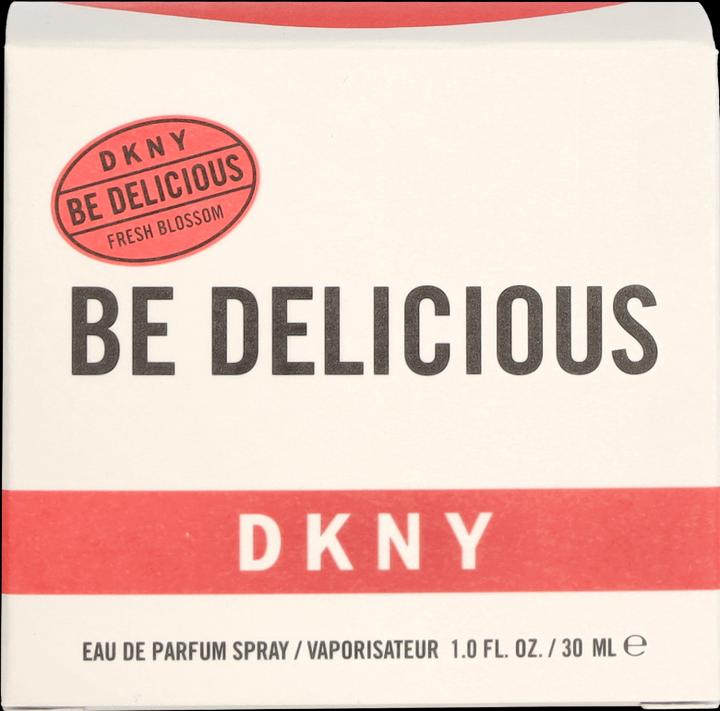 DKNY
BE DELICIOUS
FRESH BLOSSOM
BE DELICIOUS
DKNY
EAU DE PARFUM SPRAY / VAPORISATEUR 1.0 FL. OZ. / 30 ML ℮